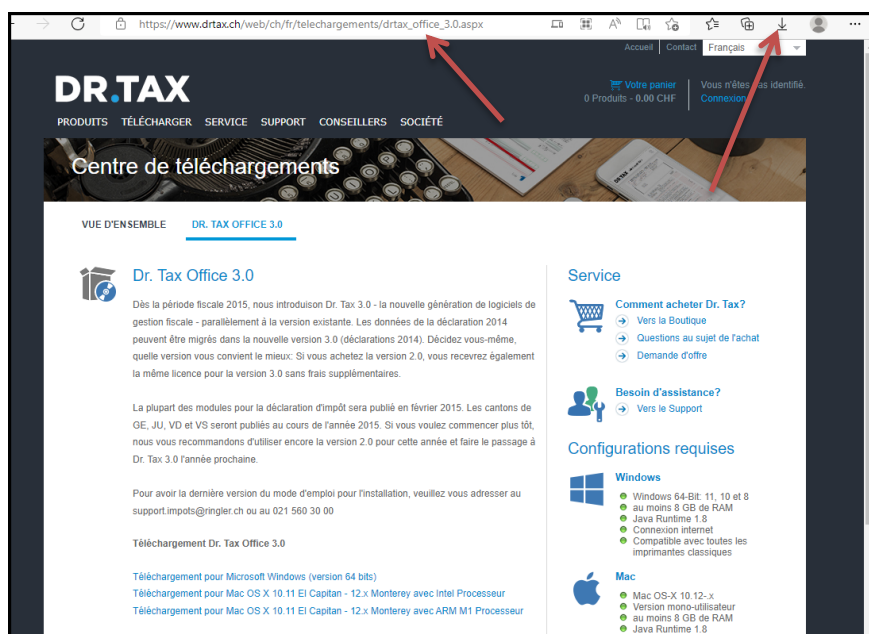 https://www.drtax.ch/web/ch/fr/telechargements/drtax_office_3.0.aspx
Accueil Contact Français
DR.TAX
Votre panier
0 Produits - 0.00 CHF
Vous n'êtes pas identifié.
Connexion
PRODUITS TÉLÉCHARGER SERVICE SUPPORT CONSEILLERS SOCIÉTÉ
Centre de téléchargements
VUE D'ENSEMBLE DR. TAX OFFICE 3.0
Dr. Tax Office 3.0
Dès la période fiscale 2015, nous introduison Dr. Tax 3.0 - la nouvelle génération de logiciels de
gestion fiscale - parallèlement à la version existante. Les données de la déclaration 2014
peuvent être migrés dans la nouvelle version 3.0 (déclarations 2014). Décidez vous-même,
quelle version vous convient le mieux: Si vous achetez la version 2.0, vous recevrez également
la même licence pour la version 3.0 sans frais supplémentaires.
La plupart des modules pour la déclaration d'impôt sera publié en février 2015. Les cantons de
GE, JU, VD et VS seront publiés au cours de l'année 2015. Si vous voulez commencer plus tôt,
nous vous recommandons d'utiliser encore la version 2.0 pour cette année et faire le passage à
Dr. Tax 3.0 l'année prochaine.
Pour avoir la dernière version du mode d'emploi pour l'installation, veuillez vous adresser au
support.impots@ringler.ch ou au 021 560 30 00
Téléchargement Dr. Tax Office 3.0
Téléchargement pour Microsoft Windows (version 64 bits)
Téléchargement pour Mac OS X 10.11 El Capitan - 12.x Monterey avec Intel Processeur
Téléchargement pour Mac OS X 10.11 El Capitan - 12.x Monterey avec ARM M1 Processeur
Service
Comment acheter Dr. Tax?
Vers la Boutique
Questions au sujet de l'achat
Demande d'offre
Besoin d'assistance?
Vers le Support
Configurations requises
Windows
Windows 64-Bit: 11, 10 et 8
au moins 8 GB de RAM
Java Runtime 1.8
Connexion internet
Compatible avec toutes les
imprimantes classiques
Mac
Mac OS-X 10.12-.x
Version mono-utilisateur
au moins 8 GB de RAM
Java Runtime 1.8